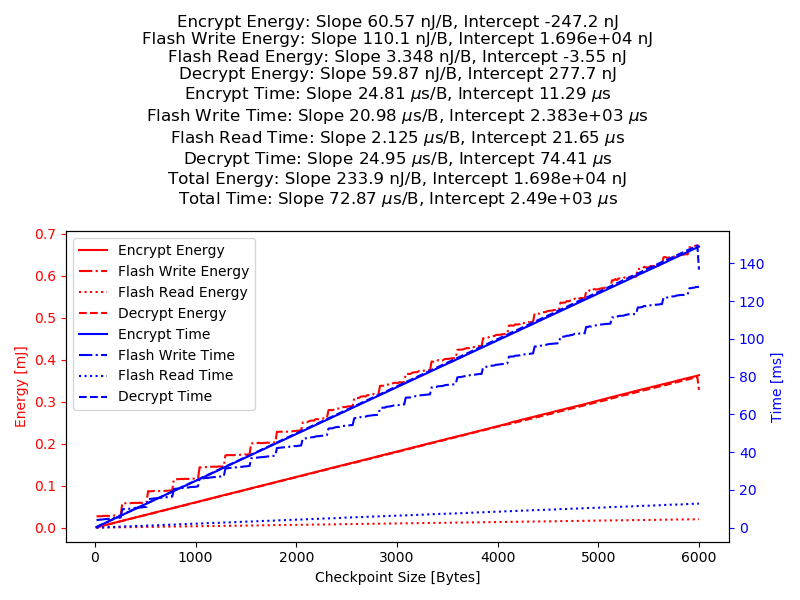 Encrypt Energy: Slope 60.57 nJ/B, Intercept -247.2 nJ
Flash Write Energy: Slope 110.1 nJ/B, Intercept 1.696e+04 nJ
Flash Read Energy: Slope 3.348 nJ/B, Intercept -3.55 nJ
Decrypt Energy: Slope 59.87 nJ/B, Intercept 277.7 nJ
Encrypt Time: Slope 24.81 μs/B, Intercept 11.29 μs
Flash Write Time: Slope 20.98 μs/B, Intercept 2.383e+03 μs
Flash Read Time: Slope 2.125 μs/B, Intercept 21.65 μs
Decrypt Time: Slope 24.95 μs/B, Intercept 74.41 μs
Total Energy: Slope 233.9 nJ/B, Intercept 1.698e+04 nJ
Total Time: Slope 72.87 μs/B, Intercept 2.49e+03 μs
Encrypt Energy
Flash Write Energy
Flash Read Energy
Decrypt Energy
Encrypt Time
Flash Write Time
Flash Read Time
Decrypt Time
Energy [mJ]
0.7
0.6
0.5
0.4
0.3
0.2
0.1
0.0
Time [ms]
140
120
100
80
60
40
20
0
0 1000 2000 3000 4000 5000 6000
Checkpoint Size [Bytes]